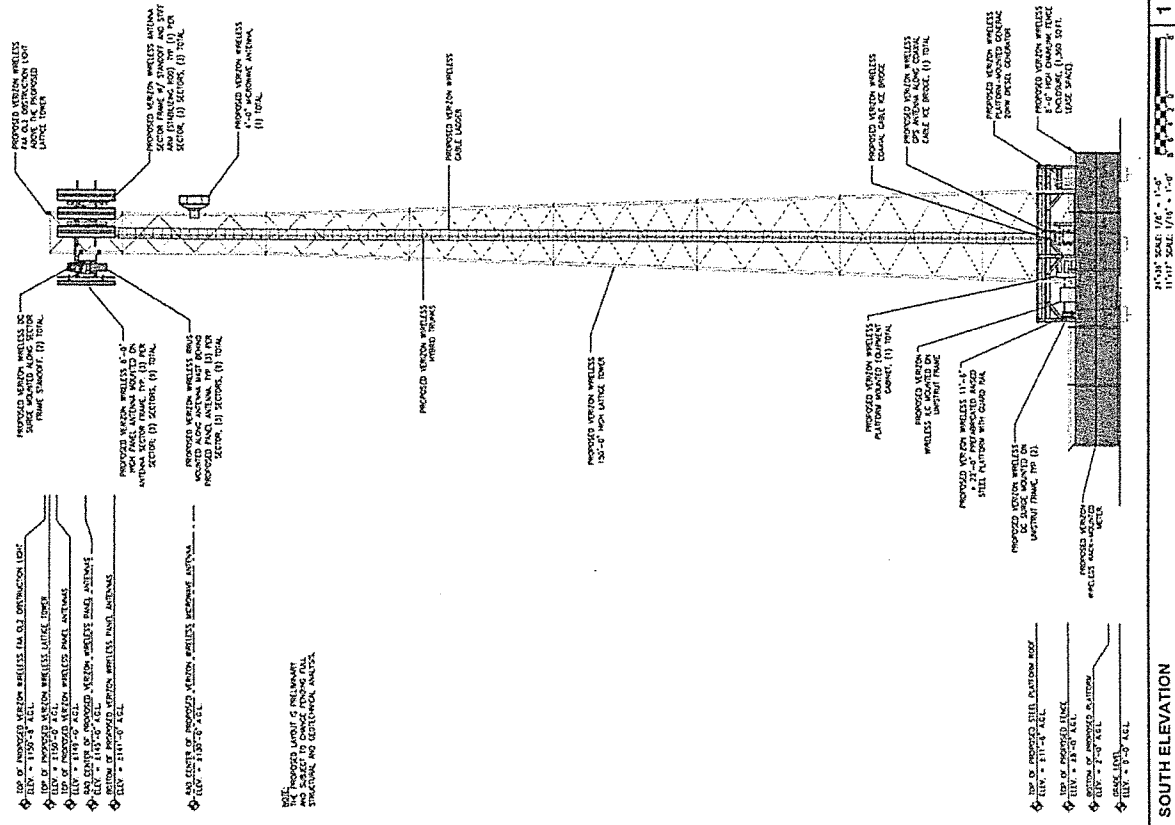 PROPOSED VERIZON WIRELESS
FAA OL2 OBSTRUCTION LIGHT
ABOVE THE PROPOSED
LATTICE TOWER
PROPOSED VERIZON WIRELESS ANTENNA
SECTOR FRAME W/ STANDOFF AND STIFF
ARM (STABILIZING ROD) TYP (1) PER
SECTOR, (3) SECTORS, (3) TOTAL.
PROPOSED VERIZON WIRELESS
4'-0" MICROWAVE ANTENNA,
(1) TOTAL.
PROPOSED VERIZON WIRELESS
CABLE LADDER
PROPOSED VERIZON WIRELESS
COAXIAL CABLE ICE BRIDGE
PROPOSED VERIZON WIRELESS
GPS ANTENNA ALONG COAXIAL
CABLE ICE BRIDGE, (1) TOTAL
PROPOSED VERIZON WIRELESS
PLATFORM-MOUNTED GENERAC
20KW DIESEL GENERATOR
PROPOSED VERIZON WIRELESS
8'-0" HIGH CHAINLINK FENCE
ENCLOSURE, (1,350 SQ.FT.
LEASE SPACE).
PROPOSED VERIZON WIRELESS DC
SURGE MOUNTED ALONG SECTOR
FRAME STANDOFF, (2) TOTAL.
PROPOSED VERIZON WIRELESS 8'-0"
HIGH PANEL ANTENNA MOUNTED ON
ANTENNA SECTOR FRAME, TYP. (3) PER
SECTOR; (3) SECTORS, (9) TOTAL.
PROPOSED VERIZON WIRELESS RRUS
MOUNTED ALONG ANTENNA MAST BEHIND
PROPOSED PANEL ANTENNA, TYP (3) PER
SECTOR, (3) SECTORS, (9) TOTAL.
PROPOSED VERIZON WIRELESS
HYBRID TRUNKS
PROPOSED VERIZON WIRELESS
150'-0" HIGH LATTICE TOWER
PROPOSED VERIZON WIRELESS
PLATFORM MOUNTED EQUIPMENT
CABINET, (1) TOTAL
PROPOSED VERIZON
WIRELESS ILC MOUNTED ON
UNISTRUT FRAME
PROPOSED VERIZON WIRELESS 11'-6"
x 22'-0" PREFABRICATED RAISED
STEEL PLATFORM WITH GUARD RAIL
PROPOSED VERIZON WIRELESS
DC SURGE MOUNTED ON
UNISTRUT FRAME, TYP (2).
PROPOSED VERIZON
WIRELESS RACK-MOUNTED
METER
TOP OF PROPOSED VERIZON WIRELESS FAA OL2 OBSTRUCTION LIGHT
TOP OF PROPOSED VERIZON WIRELESS LATTICE TOWER
ELEV. = ±150'-0" A.G.L.
TOP OF PROPOSED VERIZON WIRELESS PANEL ANTENNAS
ELEV. = ±149'-0" A.G.L.
RAD CENTER OF PROPOSED VERIZON WIRELESS PANEL ANTENNAS
ELEV. = ±145'-0" A.G.L.
BOTTOM OF PROPOSED VERIZON WIRELESS PANEL ANTENNAS
ELEV. = ±141'-0" A.G.L.
RAD CENTER OF PROPOSED VERIZON WIRELESS MICROWAVE ANTENNA
ELEV. = ±130'-0" A.G.L.
NOTE:
THE PROPOSED LAYOUT IS PRELIMINARY
AND SUBJECT TO CHANGE PENDING FULL
STRUCTURAL AND GEOTECHNICAL ANALYSIS.
TOP OF PROPOSED STEEL PLATFORM ROOF
ELEV. = ±11'-6" A.G.L.
TOP OF PROPOSED FENCE
ELEV. = ±8'-0" A.G.L.
BOTTOM OF PROPOSED PLATFORM
ELEV. = 2'-0" A.G.L.
GRADE LEVEL
ELEV. = 0'-0" A.G.L.
SOUTH ELEVATION
SCALE: 1/8" = 1'-0"
11"x17" SCALE: 1/16" = 1'-0"
1